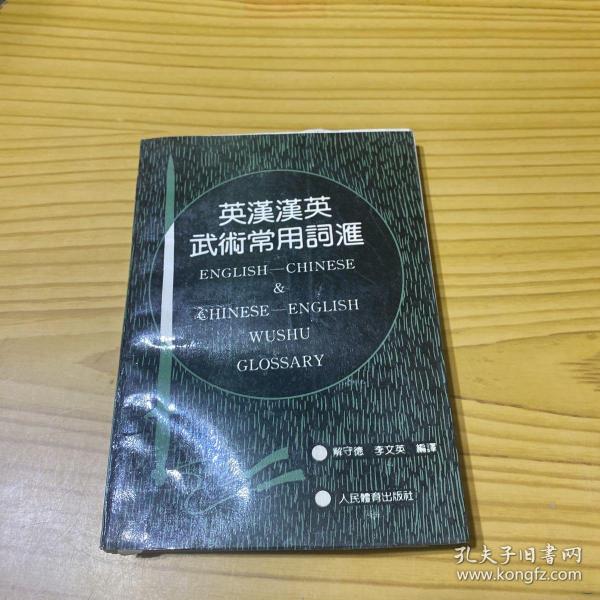 英漢漢英
武術常用詞滙
ENGLISH—CHINESE
&
CHINESE—ENGLISH
WUSHU
GLOSSARY
解守德 李文英 編譯
人民體育出版社
孔夫子旧書网
www.kongfz.com